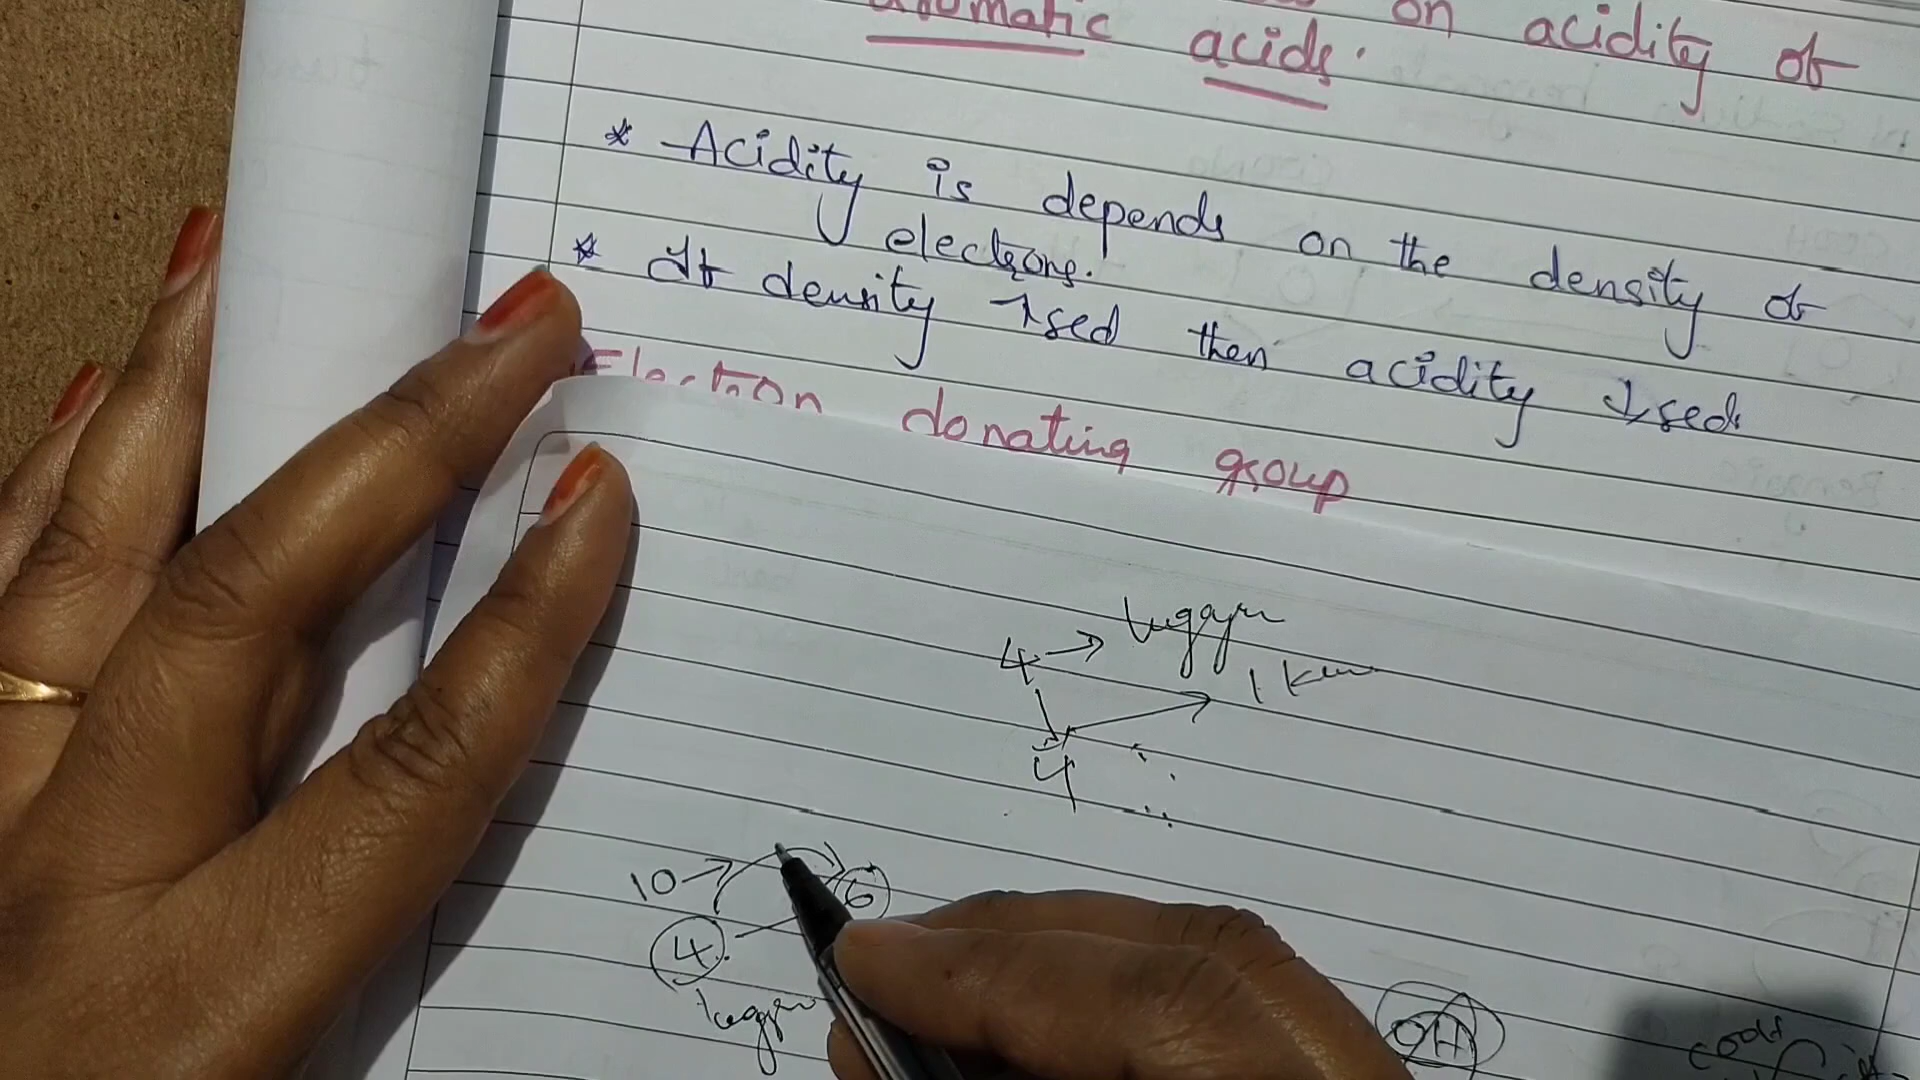 on acidity of
aromatic acids.
* Acidity is depends on the density of
electrons.
* If density ↑sed then acidity ↓sed.
Electron donating group
4 → luggage
1 km
4
10 → 6
4
luggage
OH
COOH